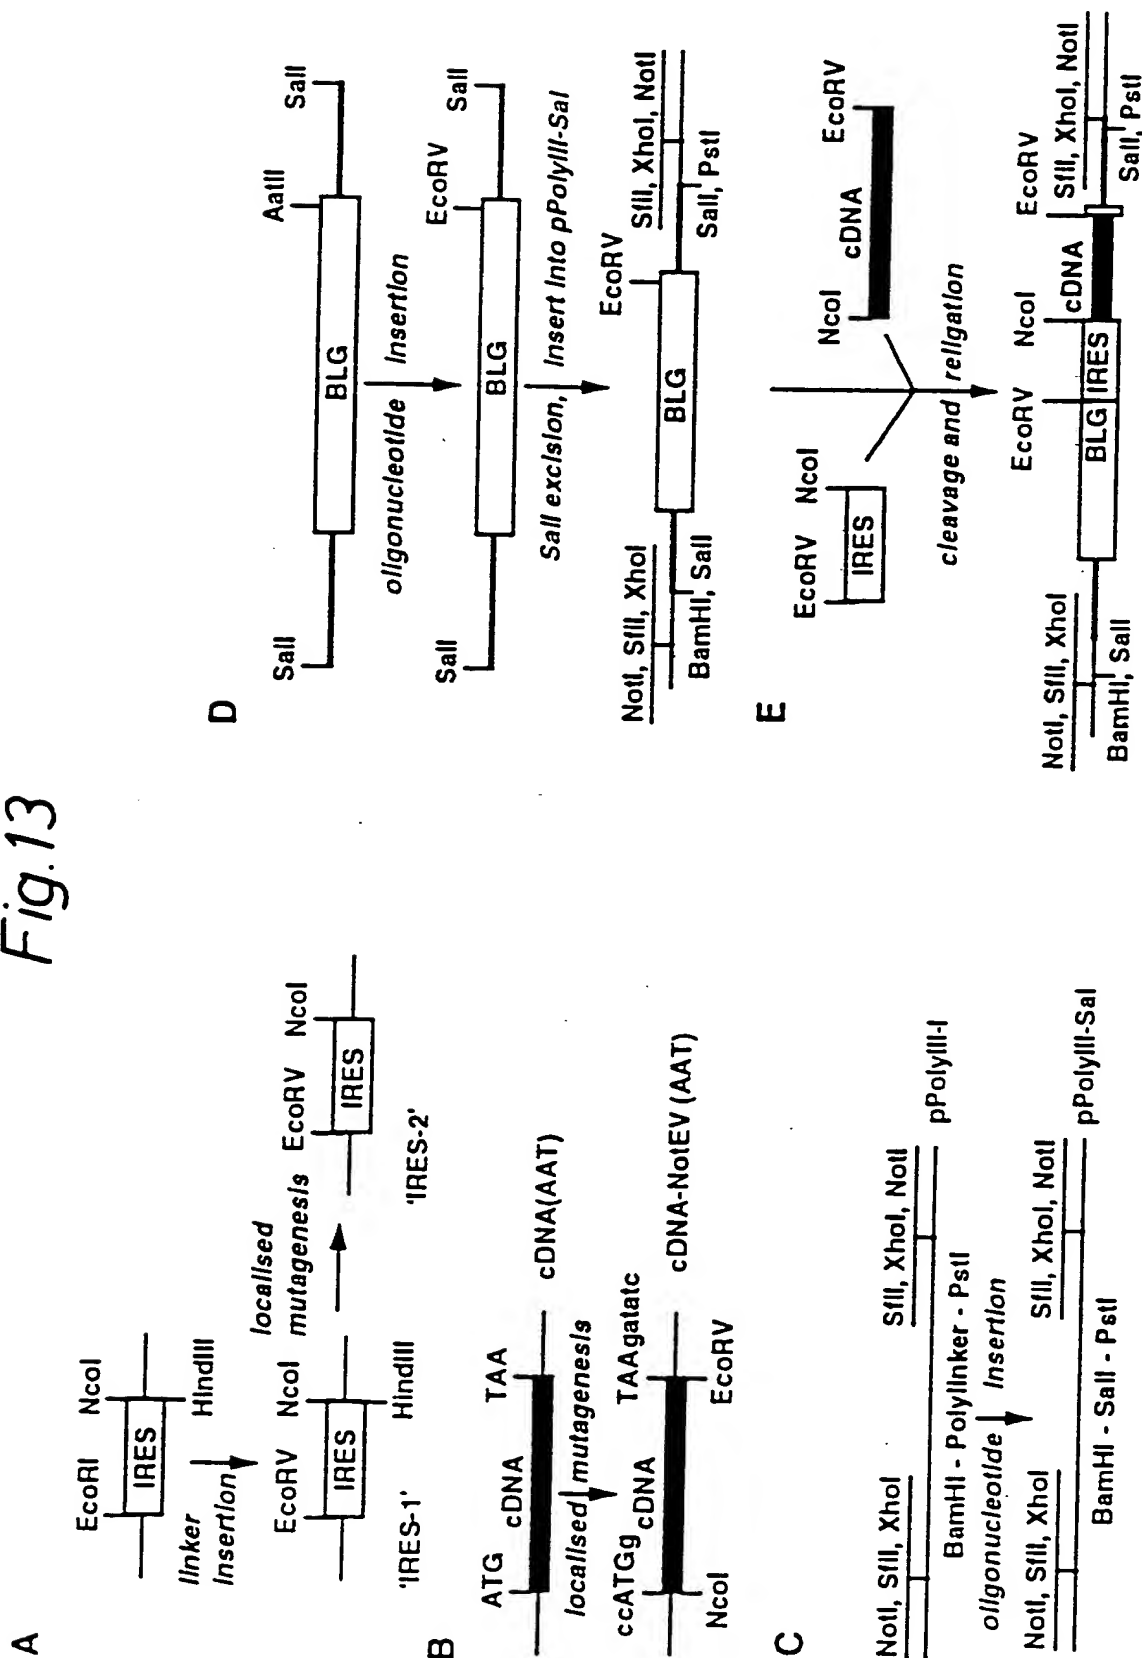 Fig.13
A
EcoRI NcoI
IRES
HindIII
linker
insertion
EcoRV NcoI
IRES
HindIII
'IRES-1'
localised
mutagenesis
EcoRV NcoI
IRES
'IRES-2'
B
ATG cDNA TAA
cDNA(AAT)
localised mutagenesis
ccATGg cDNA TAAgatatc
NcoI EcoRV
cDNA-NotEV (AAT)
C
NotI, SfiI, XhoI SfiI, XhoI, NotI
pPolyIII-I
BamHI - Polylinker - PstI
oligonucleotide insertion
NotI, SfiI, XhoI SfiI, XhoI, NotI
pPolyIII-Sal
BamHI - SalI - PstI
D
SalI AatII SalI
BLG
oligonucleotide insertion
SalI EcoRV SalI
BLG
SalI excision, insert into pPolyIII-Sal
NotI, SfiI, XhoI EcoRV SfiI, XhoI, NotI
BLG
BamHI, SalI SalI, PstI
E
EcoRV NcoI
IRES
NcoI cDNA EcoRV
cleavage and religation
NotI, SfiI, XhoI EcoRV NcoI EcoRV SfiI, XhoI, NotI
BLG IRES cDNA
BamHI, SalI SalI, PstI